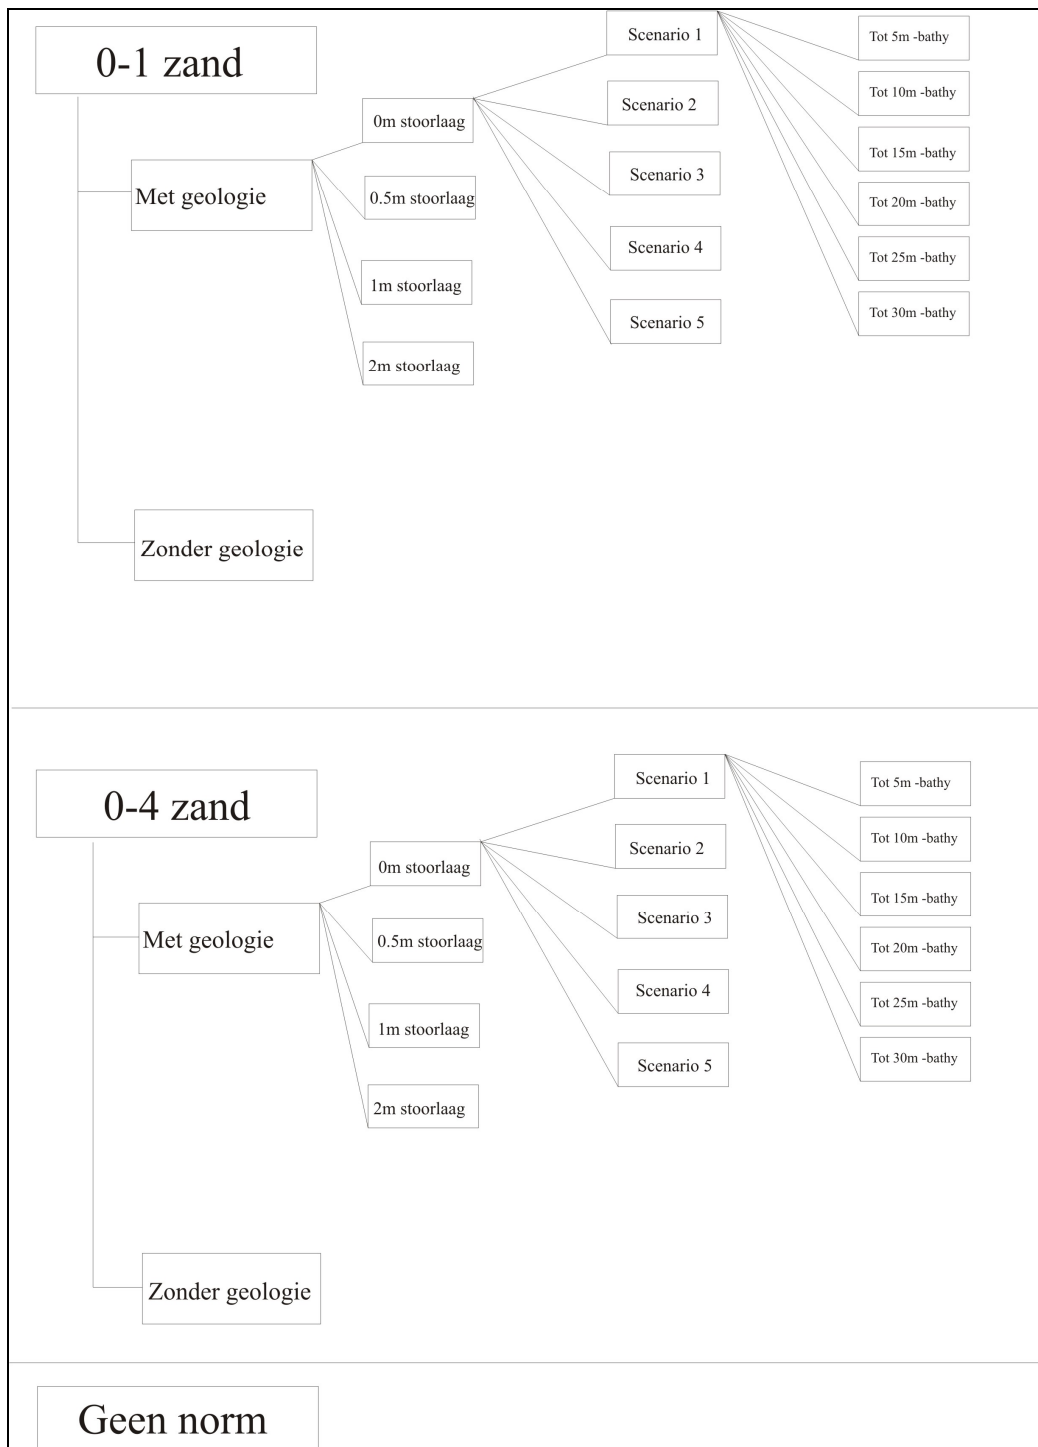 0-1 zand
Met geologie
Zonder geologie
0m stoorlaag
0.5m stoorlaag
1m stoorlaag
2m stoorlaag
Scenario 1
Scenario 2
Scenario 3
Scenario 4
Scenario 5
Tot 5m -bathy
Tot 10m -bathy
Tot 15m -bathy
Tot 20m -bathy
Tot 25m -bathy
Tot 30m -bathy
0-4 zand
Met geologie
Zonder geologie
0m stoorlaag
0.5m stoorlaag
1m stoorlaag
2m stoorlaag
Scenario 1
Scenario 2
Scenario 3
Scenario 4
Scenario 5
Tot 5m -bathy
Tot 10m -bathy
Tot 15m -bathy
Tot 20m -bathy
Tot 25m -bathy
Tot 30m -bathy
Geen norm